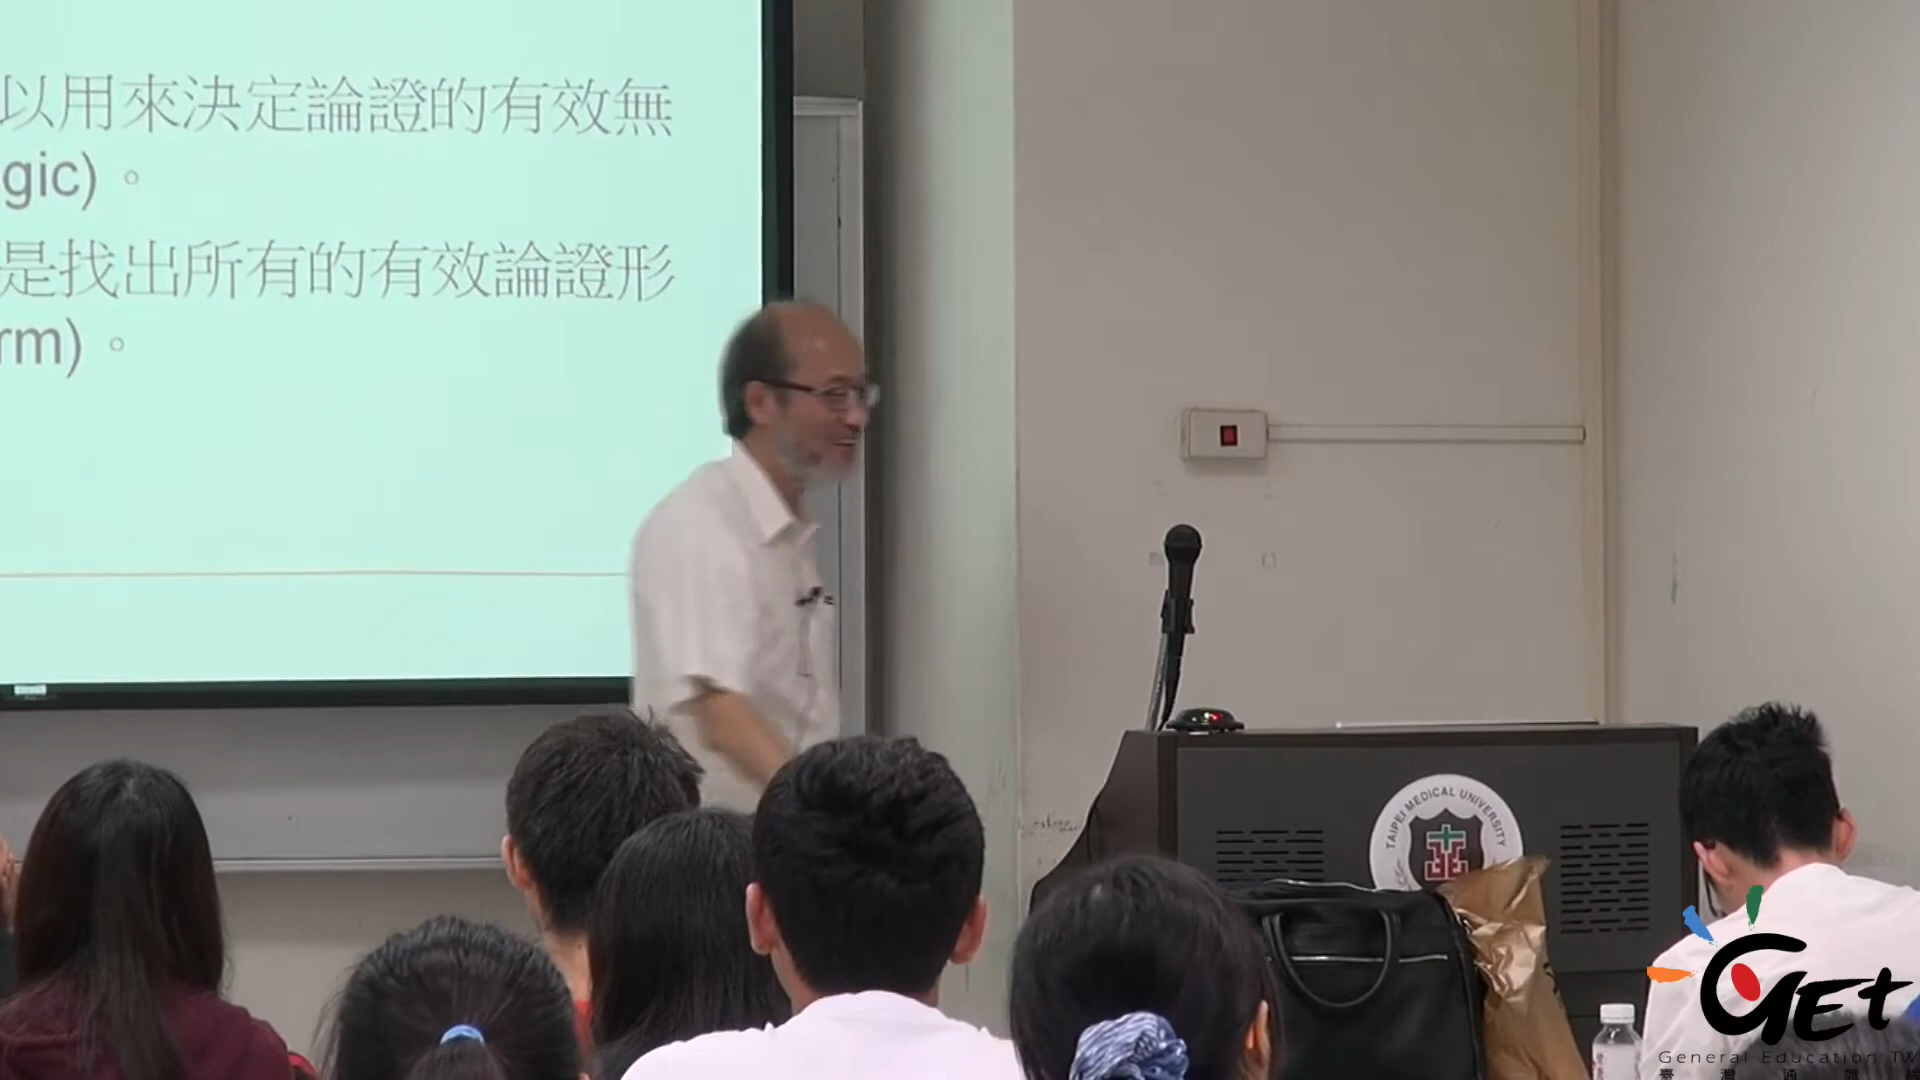 以用來決定論證的有效無
gic)。
是找出所有的有效論證形
rm)。
TAIPEI MEDICAL UNIVERSITY
GEt
General Education TW